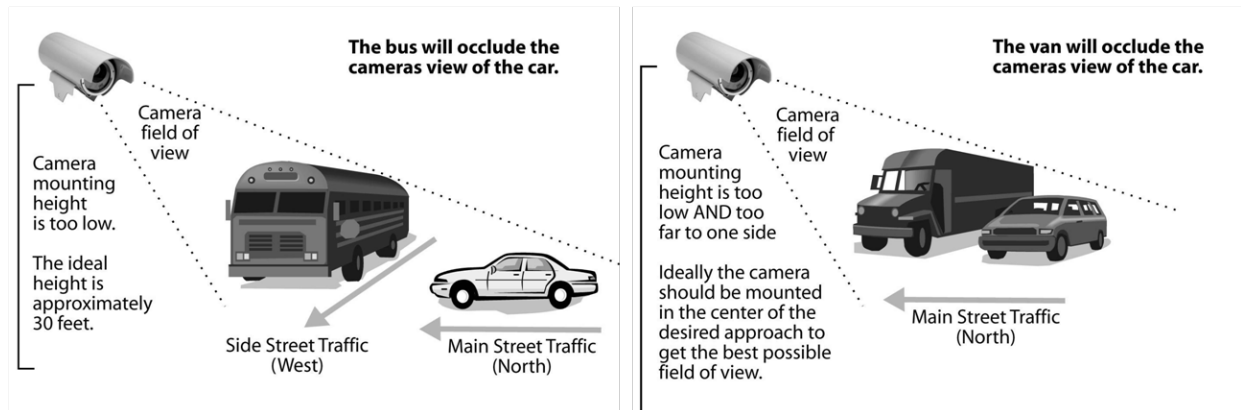 The bus will occlude the
cameras view of the car.
Camera
field of
view
Camera
mounting
height
is too low.
The ideal
height is
approximately
30 feet.
Side Street Traffic
(West)
Main Street Traffic
(North)
The van will occlude the
cameras view of the car.
Camera
field of
view
Camera
mounting
height is too
low AND too
far to one side
Ideally the camera
should be mounted
in the center of the
desired approach to
get the best possible
field of view.
Main Street Traffic
(North)